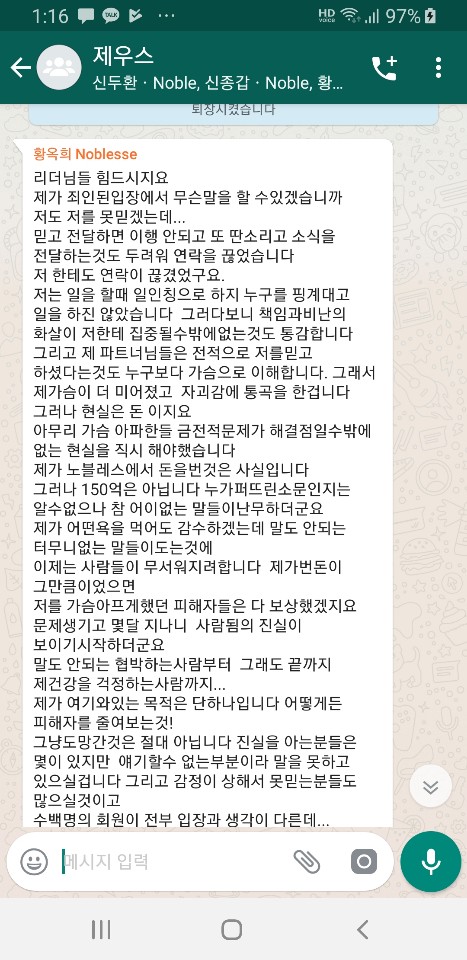 1:16 TALK ... HD VOICE 97%
제우스
신두환 · Noble, 신종갑 · Noble, 황...
퇴장시켰습니다
황옥희 Noblesse
리더님들 힘드시지요
제가 죄인된입장에서 무슨말을 할 수있겠습니까
저도 저를 못믿겠는데...
믿고 전달하면 이행 안되고 또 딴소리고 소식을
전달하는것도 두려워 연락을 끊었습니다
저 한테도 연락이 끊겼었구요.
저는 일을 할때 일인칭으로 하지 누구를 핑계대고
일을 하진 않았습니다  그러다보니 책임과비난의
화살이 저한테 집중될수밖에없는것도 통감합니다
그리고 제 파트너님들은 전적으로 저를믿고
하셨다는것도 누구보다 가슴으로 이해합니다. 그래서
제가슴이 더 미어졌고  자괴감에 통곡을 한겁니다
그러나 현실은 돈 이지요
아무리 가슴 아파한들 금전적문제가 해결점일수밖에
없는 현실을 직시 해야했습니다
제가 노블레스에서 돈을번것은 사실입니다
그러나 150억은 아닙니다 누가퍼뜨린소문인지는
알수없으나 참 어이없는 말들이난무하더군요
제가 어떤욕을 먹어도 감수하겠는데 말도 안되는
터무니없는 말들이도는것에
이제는 사람들이 무서워지려합니다  제가번돈이
그만큼이었으면
저를 가슴아프게했던 피해자들은 다 보상했겠지요
문제생기고 몇달 지나니  사람됨의 진실이
보이기시작하더군요
말도 안되는 협박하는사람부터  그래도 끝까지
제건강을 걱정하는사람까지...
제가 여기와있는 목적은 단하나입니다 어떻게든
피해자를 줄여보는것!
그냥도망간것은 절대 아닙니다 진실을 아는분들은
몇이 있지만  얘기할수 없는부분이라 말을 못하고
있으실겁니다 그리고 감정이 상해서 못믿는분들도
많으실것이고
수백명의 회원이 전부 입장과 생각이 다른데...
메시지 입력